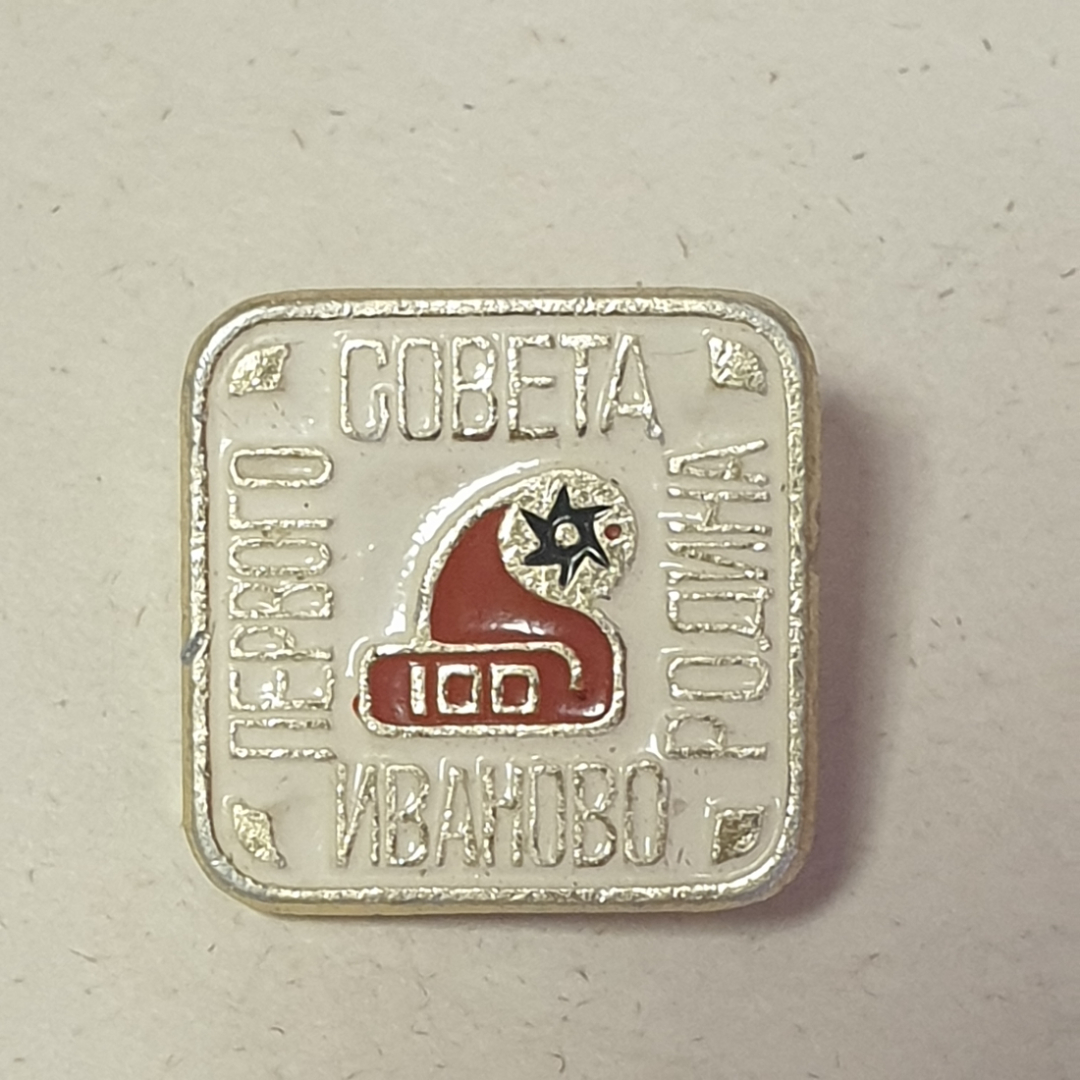 ИВАНОВО
РОДИНА
ПЕРВОГО
СОВЕТА
100